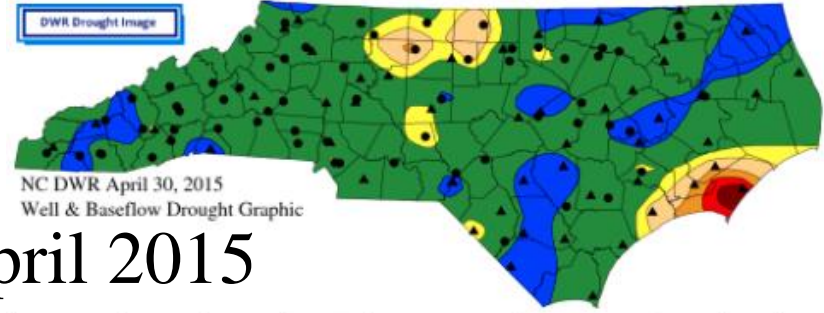 DWR Drought Image
NC DWR April 30, 2015
Well & Baseflow Drought Graphic
pril 2015